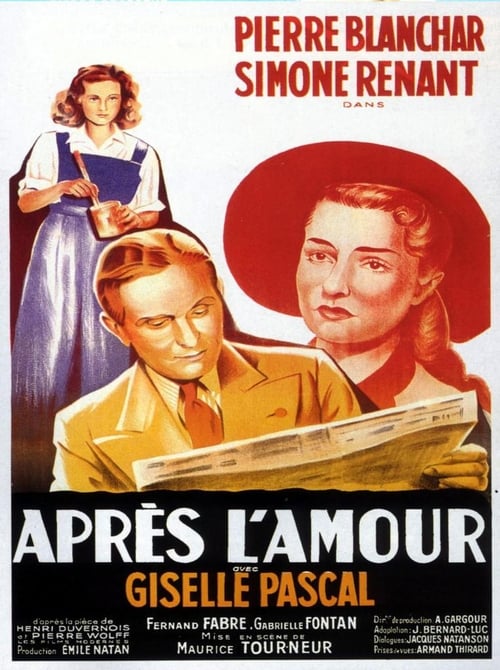 PIERRE BLANCHAR
SIMONE RENANT
DANS
APRÈS L'AMOUR
AVEC
GISELLE PASCAL
FERNAND FABRE, GABRIELLE FONTAN
MISE EN SCÈNE DE
MAURICE TOURNEUR
d'après la pièce de
HENRI DUVERNOIS
et PIERRE WOLFF
LES FILMS MODERNES
Production ÉMILE NATAN
Dirᵒⁿ de production A. GARGOUR
Adaptation: J. BERNARD-LUC
Dialogues: JACQUES NATANSON
Prises de vues: ARMAND THIRARD